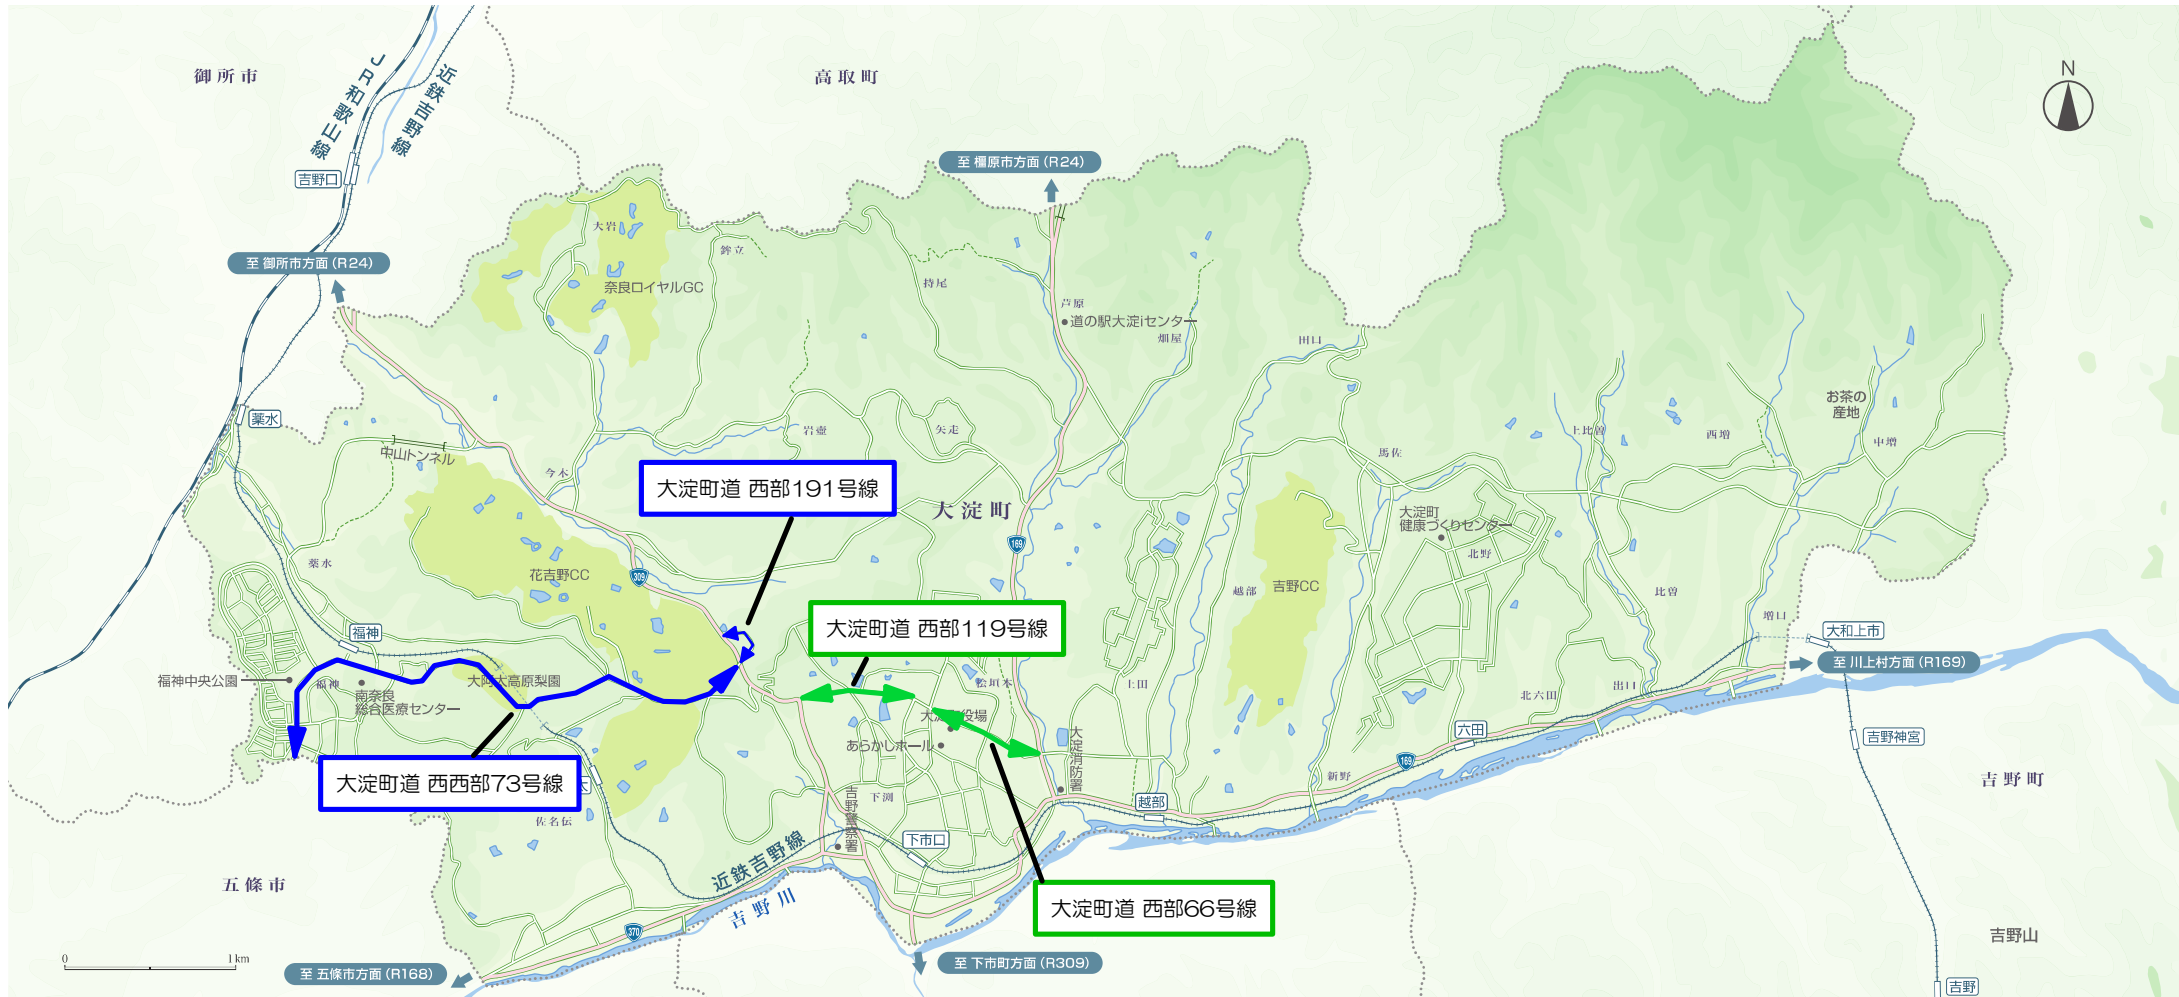 御所市
高取町
N
JR和歌山線
近鉄吉野線
吉野口
至 橿原市方面 (R24)
至 御所市方面 (R24)
大岩
鉾立
奈良ロイヤルGC
持尾
芦原
道の駅大淀iセンター
畑屋
田口
お茶の
産地
薬水
中山トンネル
岩壺
矢走
今木
馬佐
上比曽
西増
中増
大淀町道 西部191号線
大淀町
大淀町
健康づくりセンター
169
北野
薬水
花吉野CC
309
越部
吉野CC
比曽
増口
福神
大淀町道 西部119号線
大和上市
至 川上村方面 (R169)
福神中央公園
福神
大阿太高原梨園
桧垣本
上田
北六田
出口
南奈良
総合医療センター
大淀
役場
あらかしホール
大淀消防署
六田
吉野神宮
大淀町道 西西部73号線
169
新野
吉野町
下渕
吉野警察署
越部
佐名伝
下市口
近鉄吉野線
五條市
吉野川
大淀町道 西部66号線
370
吉野山
0
1km
至 五條市方面 (R168)
至 下市町方面 (R309)
吉野